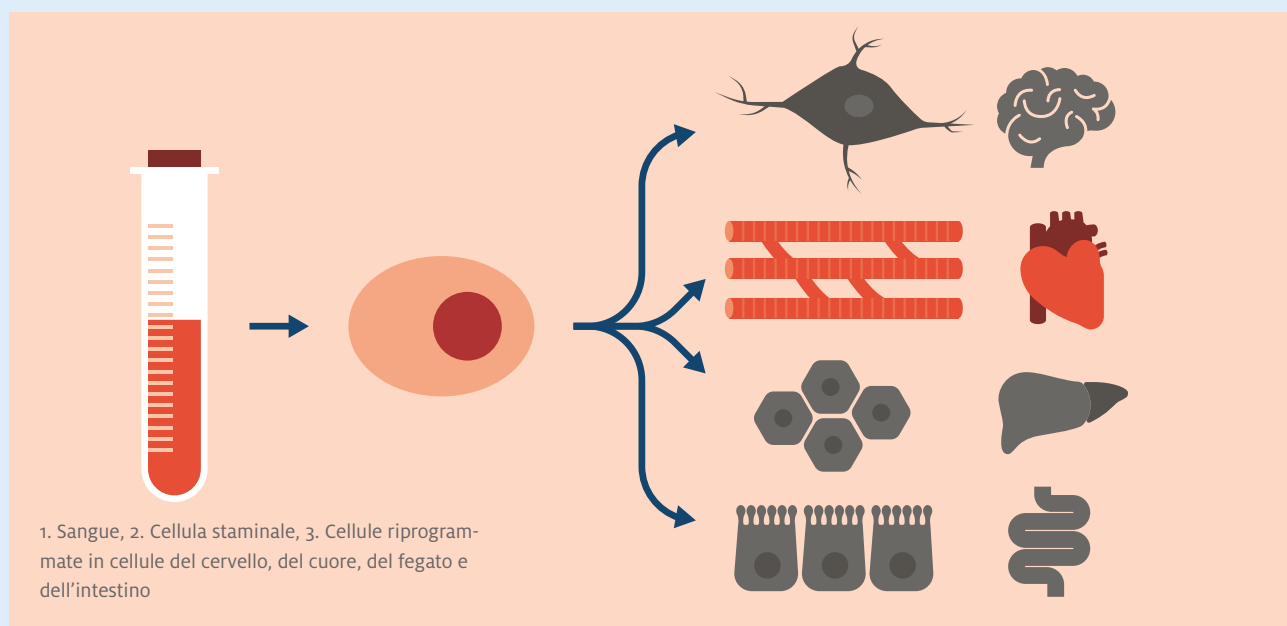 1. Sangue, 2. Cellula staminale, 3. Cellule riprogram-
mate in cellule del cervello, del cuore, del fegato e
dell’intestino